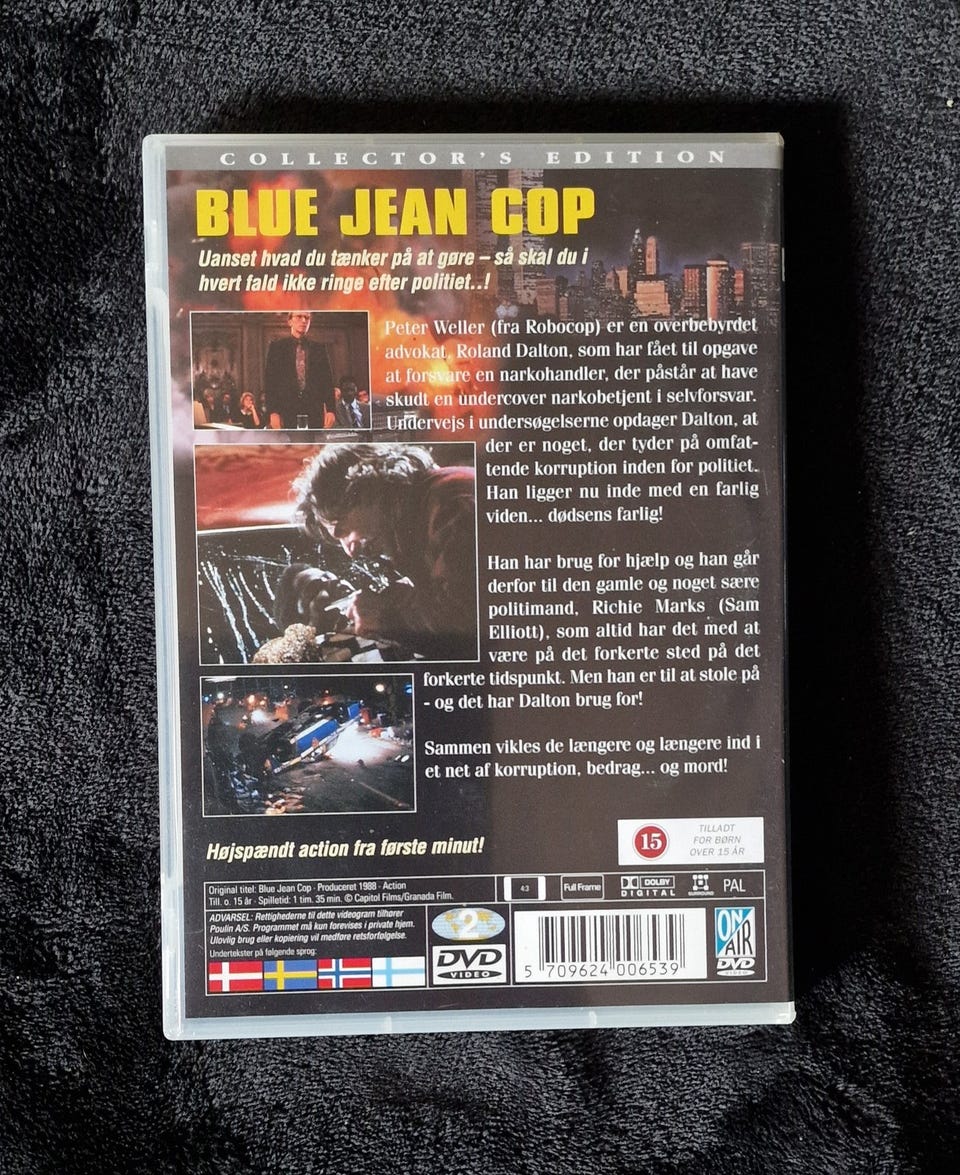 COLLECTOR'S EDITION
BLUE JEAN COP
Uanset hvad du tænker på at gøre – så skal du i
hvert fald ikke ringe efter politiet..!
Peter Weller (fra Robocop) er en overbebyrdet
advokat, Roland Dalton, som har fået til opgave
at forsvare en narkohandler, der påstår at have
skudt en undercover narkobetjent i selvforsvar.
Undervejs i undersøgelserne opdager Dalton, at
der er noget, der tyder på omfat-
tende korruption inden for politiet.
Han ligger nu inde med en farlig
viden... dødsens farlig!
Han har brug for hjælp og han går
derfor til den gamle og noget sære
politimand, Richie Marks (Sam
Elliott), som altid har det med at
være på det forkerte sted på det
forkerte tidspunkt. Men han er til at stole på
- og det har Dalton brug for!
Sammen vikles de længere og længere ind i
et net af korruption, bedrag... og mord!
Højspændt action fra første minut!
15
TILLADT
FOR BØRN
OVER 15 ÅR
Original titel: Blue Jean Cop · Produceret 1988 · Action
Till. o. 15 år · Spilletid: 1 tim. 35 min. © Capitol Films/Granada Film.
4:3
Full Frame
DOLBY
DIGITAL
SURROUND
PAL
ADVARSEL: Rettighederne til dette videogram tilhører
Poulin A/S. Programmet må kun forevises i private hjem.
Ulovlig brug eller kopiering vil medføre retsforfølgelse.
Undertekster på følgende sprog:
2
DVD
VIDEO
5 709624 006539
ON
AIR
DVD
VIDEO